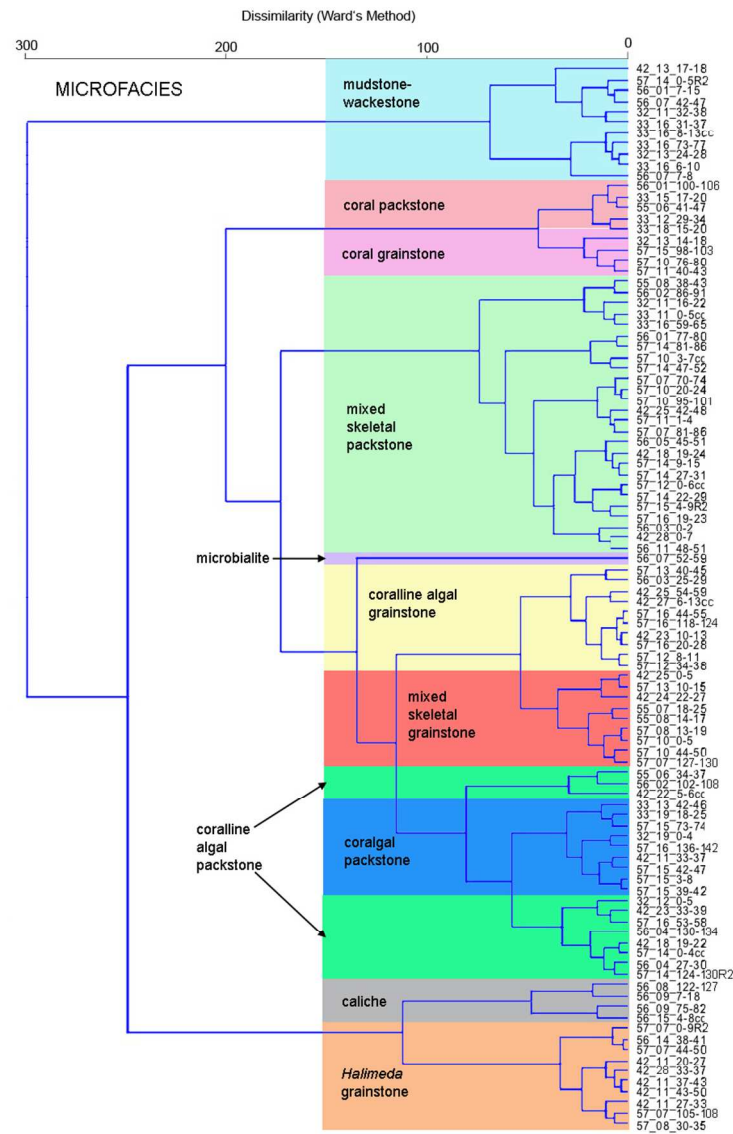 Dissimilarity (Ward's Method)
300 200 100 0
MICROFACIES
mudstone-
wackestone
coral packstone
coral grainstone
mixed
skeletal
packstone
microbialite
coralline algal
grainstone
mixed
skeletal
grainstone
coralline
algal
packstone
coralgal
packstone
caliche
Halimeda
grainstone
42_13_17-18
57_14_0-5R2
56_01_7-15
56_07_42-47
32_11_32-38
33_16_31-37
33_16_8-13cc
33_16_73-77
32_13_24-28
33_16_6-10
56_07_7-8
56_01_100-106
33_15_17-20
55_06_41-47
33_12_29-34
33_18_15-20
32_13_14-18
57_15_98-103
57_10_76-80
57_11_40-43
55_08_38-43
56_02_86-91
32_11_16-22
33_11_0-5cc
33_16_59-65
56_01_77-80
57_14_81-86
57_10_3-7cc
57_14_47-52
57_07_70-74
57_10_20-24
57_10_95-101
42_25_42-48
57_11_1-4
57_07_81-86
56_05_45-51
42_18_19-24
57_14_9-15
57_14_27-31
57_12_0-6cc
57_14_22-29
57_15_4-9R2
57_16_19-23
56_03_0-2
42_28_0-7
56_11_48-51
56_07_52-59
57_13_40-45
56_03_25-29
42_25_54-59
42_27_6-13cc
57_16_44-55
57_16_118-124
42_23_10-13
57_16_20-28
57_12_8-11
57_12_34-38
42_25_0-5
57_13_10-15
42_24_22-27
55_07_18-25
55_08_14-17
57_08_13-19
57_10_0-5
57_10_44-50
57_07_127-130
55_06_34-37
56_02_102-108
42_22_5-6cc
33_13_42-46
33_19_18-25
57_15_73-74
32_19_0-4
57_16_136-142
42_11_33-37
57_15_42-47
57_15_3-8
57_15_39-42
32_12_0-5
42_23_33-39
57_16_53-58
56_04_130-134
42_18_19-22
57_14_0-4cc
56_04_27-30
57_14_124-130R2
56_08_122-127
56_09_7-18
56_09_75-82
56_15_4-8cc
57_07_0-9R2
56_14_38-41
57_07_44-50
42_11_20-27
42_28_33-37
42_11_37-43
42_11_43-50
42_11_27-33
57_07_105-108
57_08_30-35